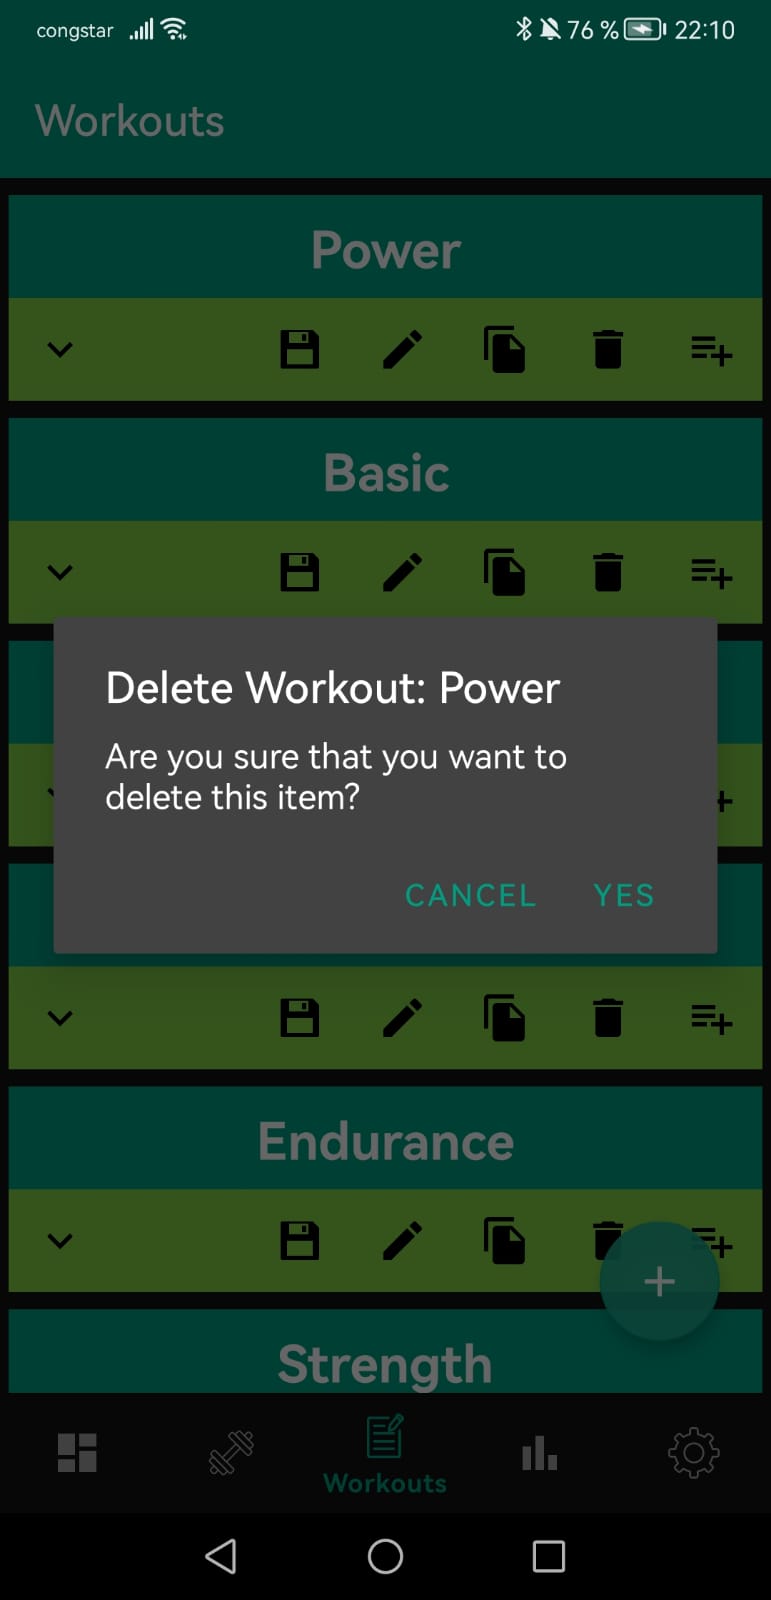 congstar 76 % 22:10
Workouts
Power
Basic
Delete Workout: Power
Are you sure that you want to
delete this item?
CANCEL YES
Endurance
Strength
Workouts